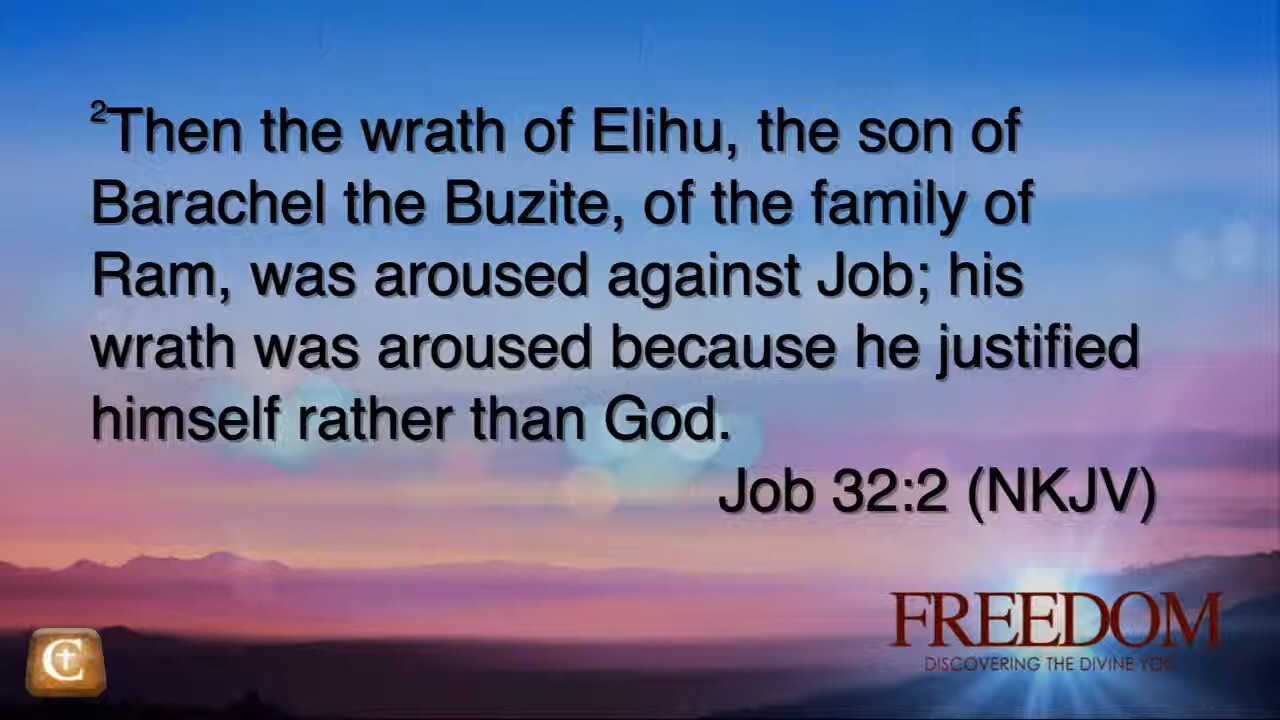 ²Then the wrath of Elihu, the son of
Barachel the Buzite, of the family of
Ram, was aroused against Job; his
wrath was aroused because he justified
himself rather than God.
Job 32:2 (NKJV)
FREEDOM
DISCOVERING THE DIVINE YOU
C